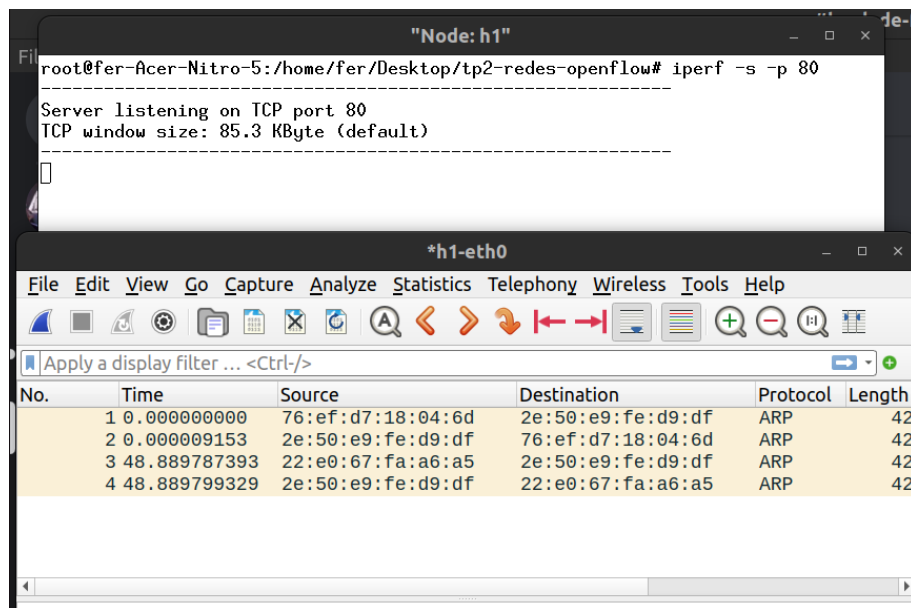 de-
"Node: h1"
Fil
root@fer-Acer-Nitro-5:/home/fer/Desktop/tp2-redes-openflow# iperf -s -p 80
------------------------------------------------------------
Server listening on TCP port 80
TCP window size: 85.3 KByte (default)
------------------------------------------------------------
*h1-eth0
File Edit View Go Capture Analyze Statistics Telephony Wireless Tools Help
Apply a display filter ... <Ctrl-/>
No. Time Source Destination Protocol Length
1 0.000000000 76:ef:d7:18:04:6d 2e:50:e9:fe:d9:df ARP 42
2 0.000009153 2e:50:e9:fe:d9:df 76:ef:d7:18:04:6d ARP 42
3 48.889787393 22:e0:67:fa:a6:a5 2e:50:e9:fe:d9:df ARP 42
4 48.889799329 2e:50:e9:fe:d9:df 22:e0:67:fa:a6:a5 ARP 42